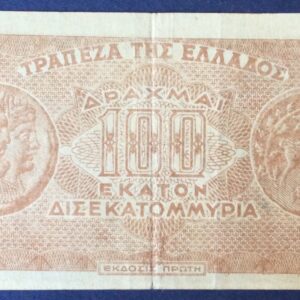 ΤΡΑΠΕΖΑ ΤΗΣ ΕΛΛΑΔΟΣ
ΔΡΑΧΜΑΙ
100
ΕΚΑΤΟΝ
ΔΙΣΕΚΑΤΟΜΜΥΡΙΑ
ΕΚΔΟΣΙΣ ΠΡΩΤΗ